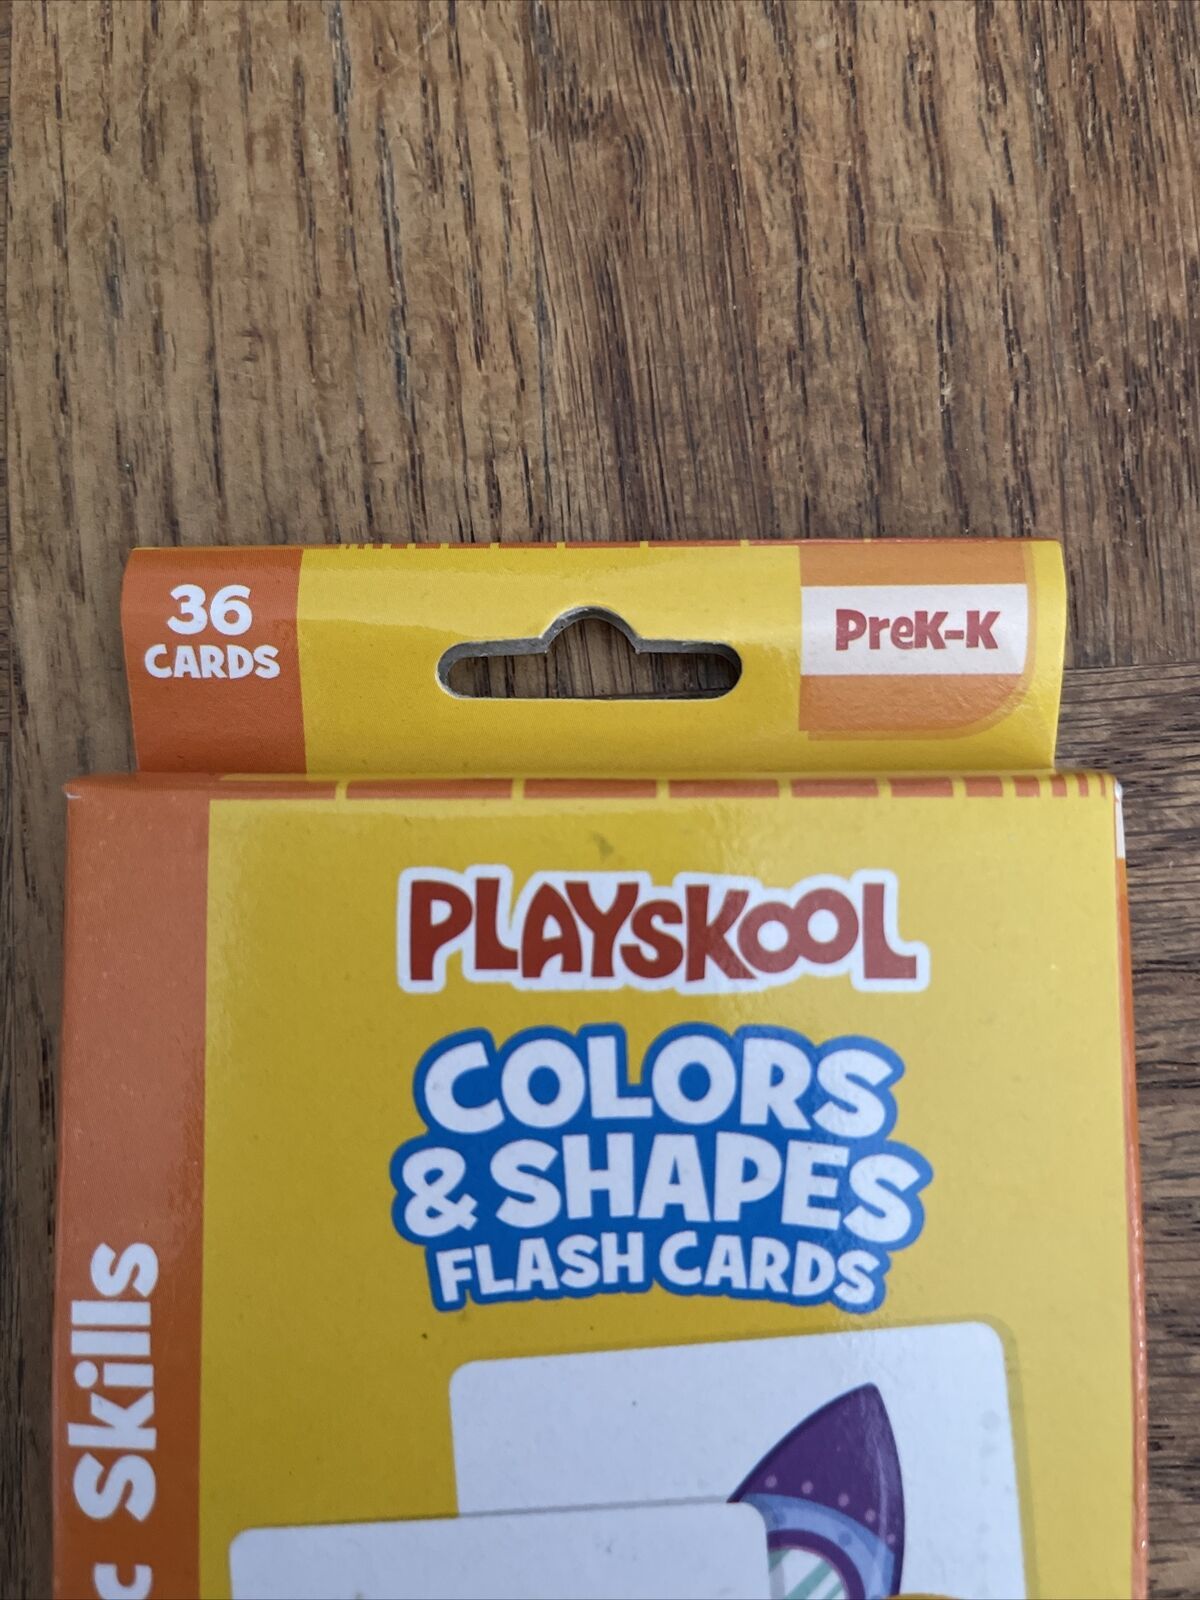 36
CARDS
PreK-K
PLAYSKOOL
COLORS
& SHAPES
FLASH CARDS
Skills